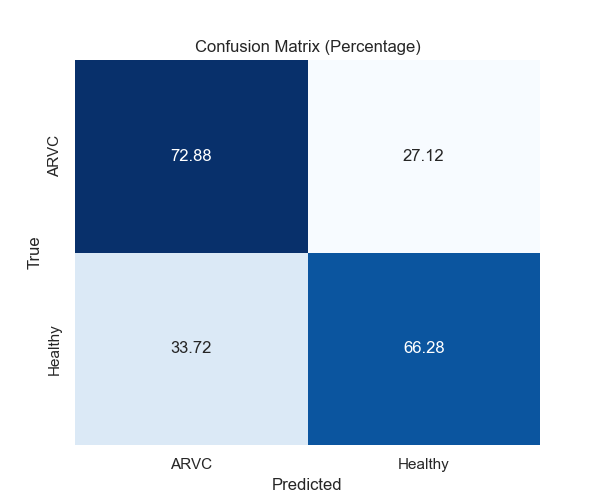 Confusion Matrix (Percentage)
True
ARVC
72.88
27.12
Healthy
33.72
66.28
ARVC
Healthy
Predicted